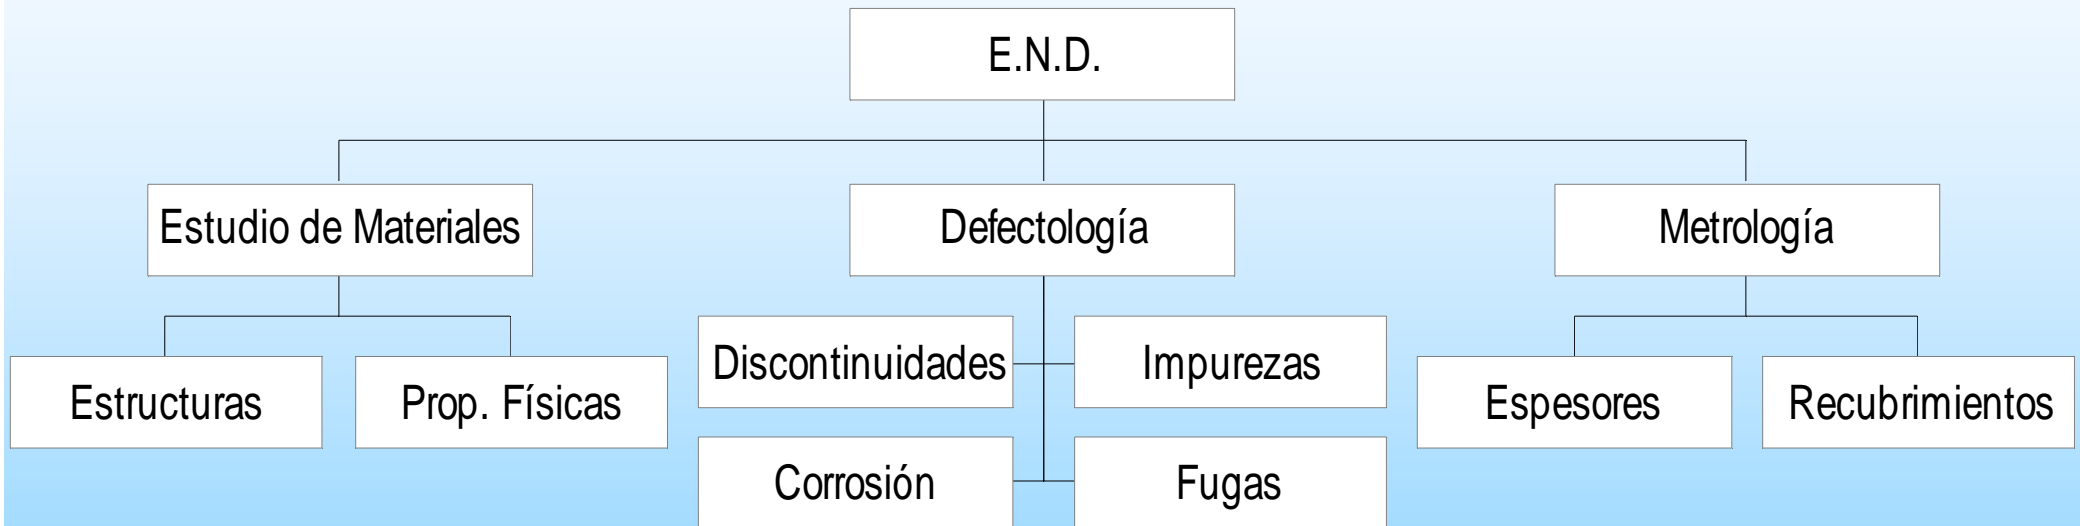 E.N.D.
Estudio de Materiales
Defectología
Metrología
Discontinuidades
Impurezas
Estructuras
Prop. Físicas
Espesores
Recubrimientos
Corrosión
Fugas